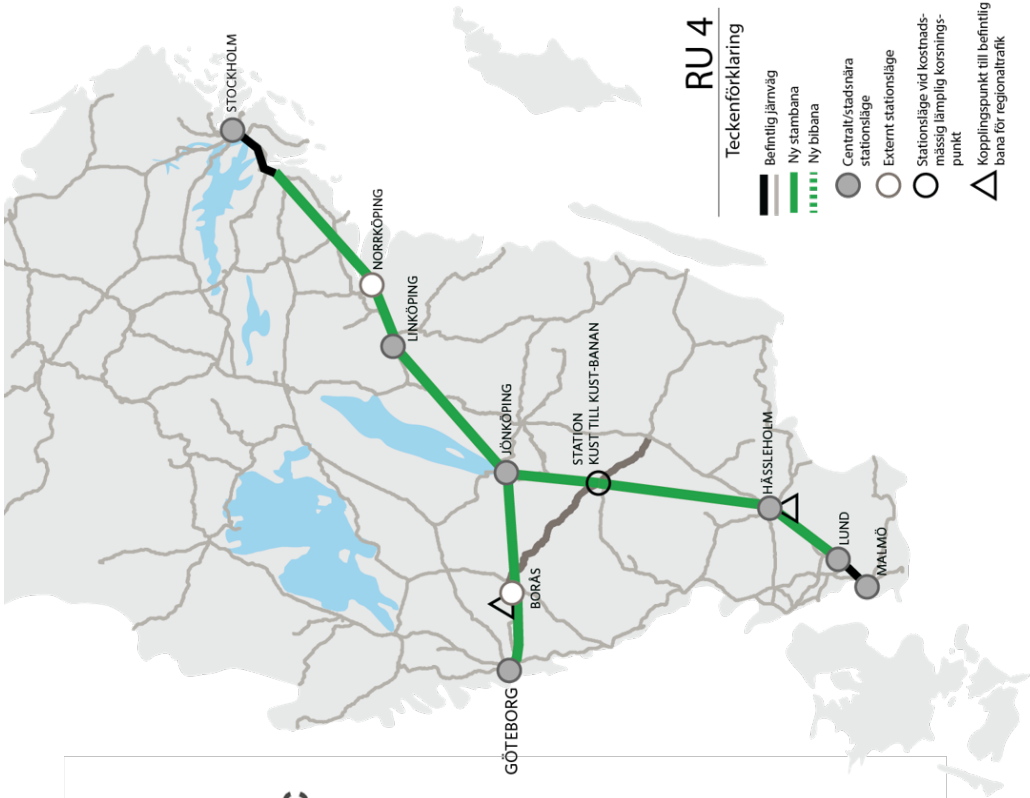 RU 4
Teckenförklaring
Befintlig järnväg
Ny stambana
Ny bibana
Centralt/stadsnära
stationsläge
Externt stationsläge
Stationsläge vid kostnads-
mässig lämplig korsnings-
punkt
Kopplingspunkt till befintlig
bana för regionaltrafik
STOCKHOLM
NORRKÖPING
LINKÖPING
JÖNKÖPING
STATION
KUST TILL KUST-BANAN
BORÅS
GÖTEBORG
HÄSSLEHOLM
LUND
MALMÖ